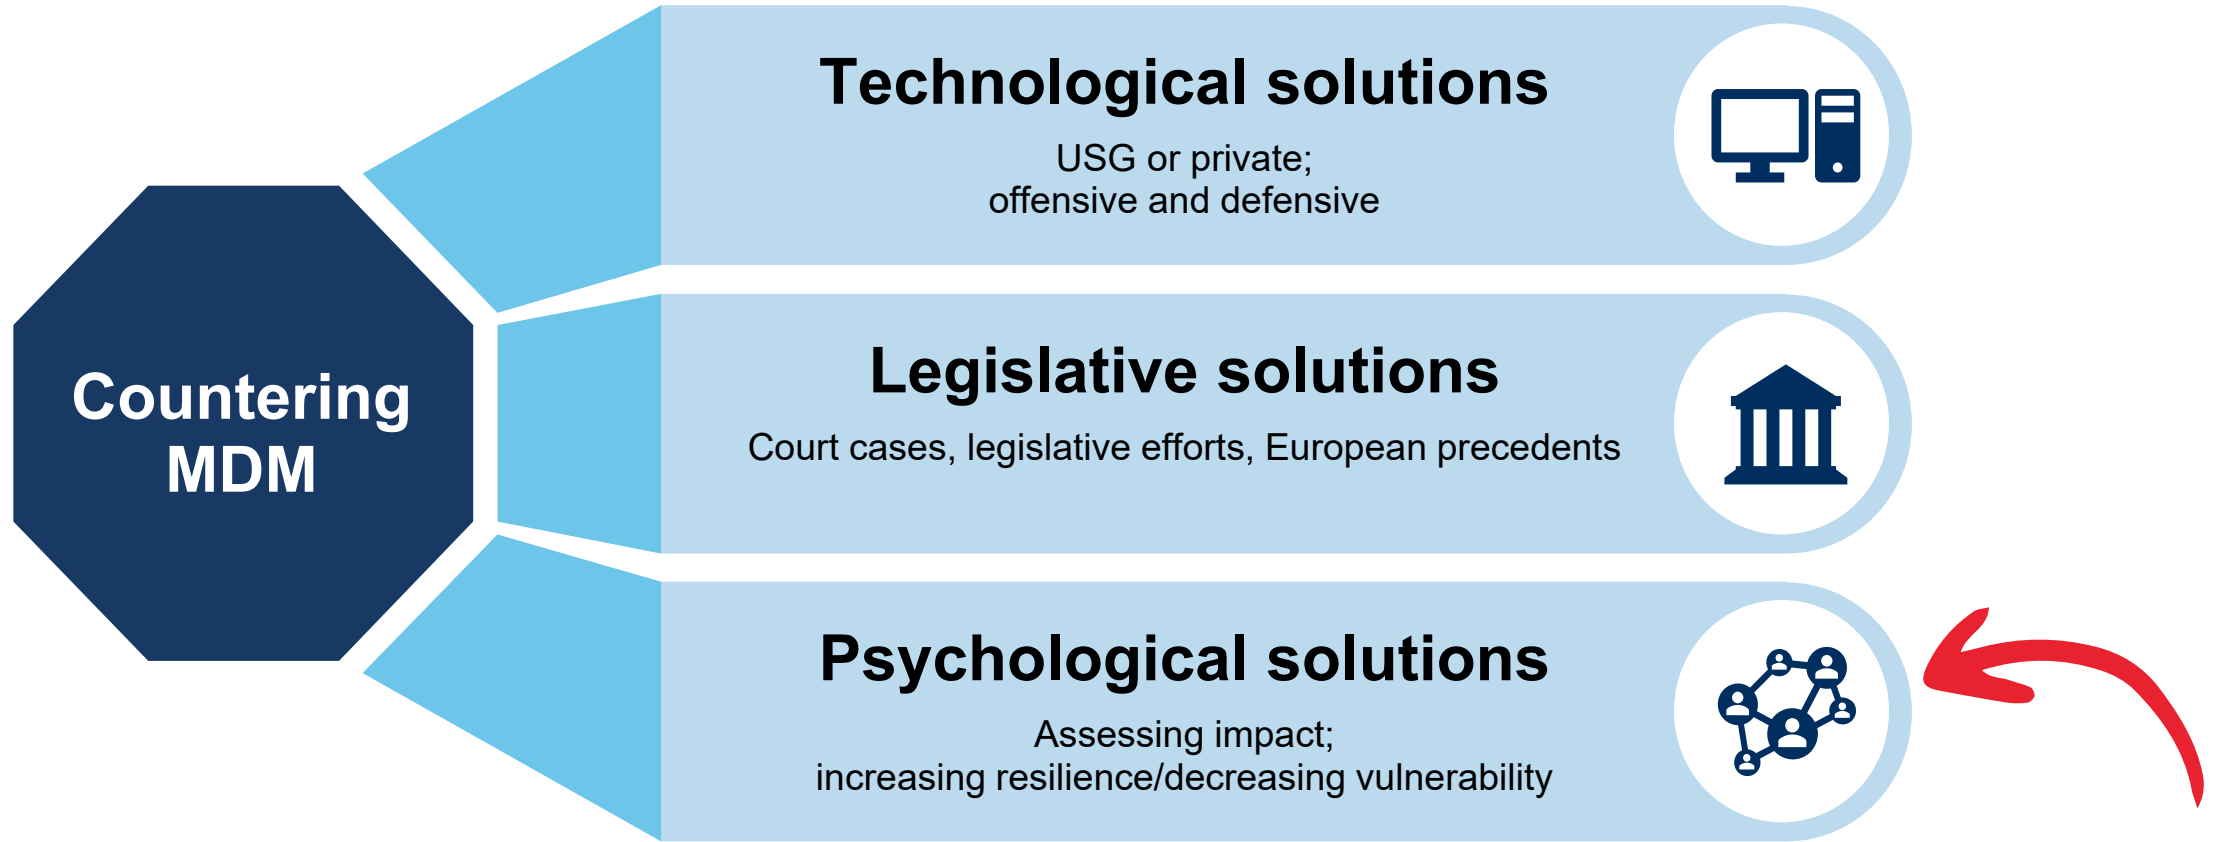 Countering
MDM
Technological solutions
USG or private;
offensive and defensive
Legislative solutions
Court cases, legislative efforts, European precedents
Psychological solutions
Assessing impact;
increasing resilience/decreasing vulnerability